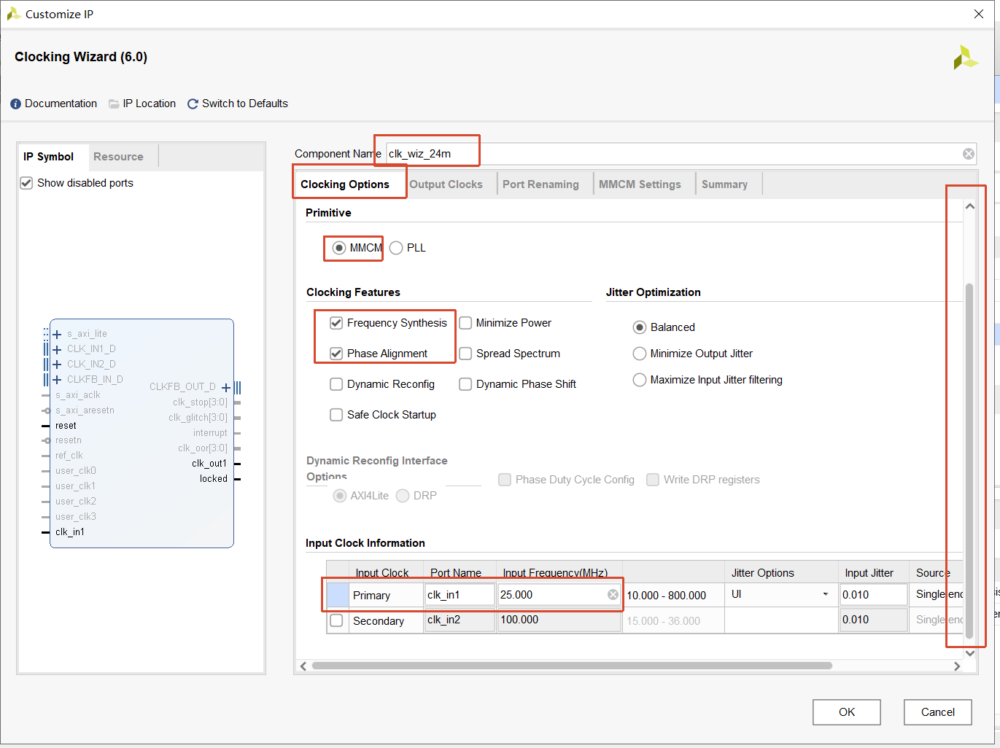 Customize IP
Clocking Wizard (6.0)
Documentation IP Location Switch to Defaults
IP Symbol Resource
Show disabled ports
s_axi_lite
CLK_IN1_D
CLK_IN2_D
CLKFB_IN_D
s_axi_aclk
s_axi_aresetn
reset
resetn
ref_clk
user_clk0
user_clk1
user_clk2
user_clk3
clk_in1
CLKFB_OUT_D
clk_stop[3:0]
clk_glitch[3:0]
interrupt
clk_oor[3:0]
clk_out1
locked
Component Name clk_wiz_24m
Clocking Options Output Clocks Port Renaming MMCM Settings Summary
Primitive
MMCM PLL
Clocking Features
Frequency Synthesis Minimize Power
Phase Alignment Spread Spectrum
Dynamic Reconfig Dynamic Phase Shift
Safe Clock Startup
Jitter Optimization
Balanced
Minimize Output Jitter
Maximize Input Jitter filtering
Dynamic Reconfig Interface
Options
AXI4Lite DRP
Phase Duty Cycle Config Write DRP registers
Input Clock Information
Input Clock Port Name Input Frequency(MHz) Jitter Options Input Jitter Source
Primary clk_in1 25.000 10.000 - 800.000 UI 0.010 Single enc
Secondary clk_in2 100.000 15.000 - 36.000 0.010 Single enc
OK Cancel